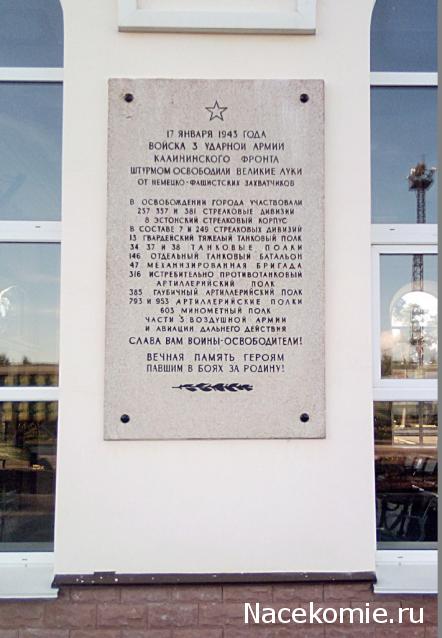 17 ЯНВАРЯ 1943 ГОДА
ВОЙСКА 3 УДАРНОЙ АРМИИ
КАЛИНИНСКОГО ФРОНТА
ШТУРМОМ ОСВОБОДИЛИ ВЕЛИКИЕ ЛУКИ
ОТ НЕМЕЦКО-ФАШИСТСКИХ ЗАХВАТЧИКОВ
В ОСВОБОЖДЕНИИ ГОРОДА УЧАСТВОВАЛИ
257 357 И 381 СТРЕЛКОВЫЕ ДИВИЗИИ
8 ЭСТОНСКИЙ СТРЕЛКОВЫЙ КОРПУС
В СОСТАВЕ 7 И 249 СТРЕЛКОВЫХ ДИВИЗИЙ
13 ГВАРДЕЙСКИЙ ТЯЖЕЛЫЙ ТАНКОВЫЙ ПОЛК
34 37 И 38 ТАНКОВЫЕ ПОЛКИ
146 ОТДЕЛЬНЫЙ ТАНКОВЫЙ БАТАЛЬОН
47 МЕХАНИЗИРОВАННАЯ БРИГАДА
316 ИСТРЕБИТЕЛЬНО ПРОТИВОТАНКОВЫЙ
АРТИЛЛЕРИЙСКИЙ ПОЛК
385 ГАУБИЧНЫЙ АРТИЛЛЕРИЙСКИЙ ПОЛК
793 И 953 АРТИЛЛЕРИЙСКИЕ ПОЛКИ
603 МИНОМЕТНЫЙ ПОЛК
ЧАСТИ 3 ВОЗДУШНОЙ АРМИИ
И АВИАЦИИ ДАЛЬНЕГО ДЕЙСТВИЯ
СЛАВА ВАМ ВОИНЫ-ОСВОБОДИТЕЛИ!
ВЕЧНАЯ ПАМЯТЬ ГЕРОЯМ
ПАВШИМ В БОЯХ ЗА РОДИНУ!
Nacekomie.ru